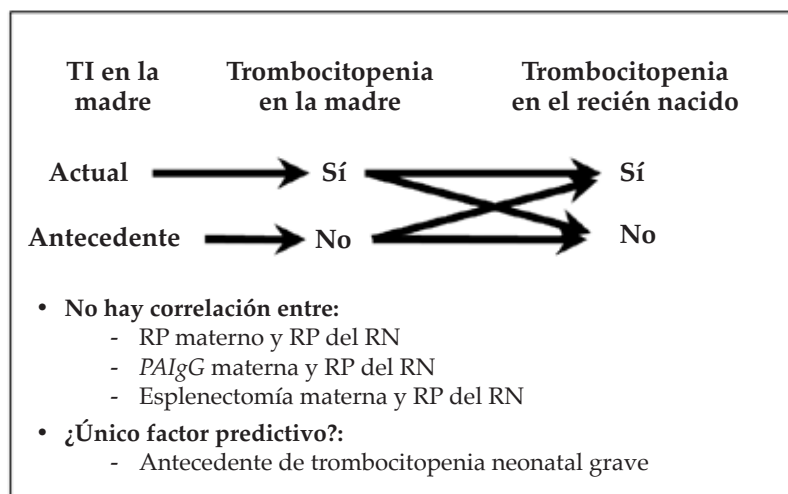 TI en la madre
Trombocitopenia en la madre
Trombocitopenia en el recién nacido
Actual
Sí
Sí
Antecedente
No
No
• No hay correlación entre:
- RP materno y RP del RN
- PAIgG materna y RP del RN
- Esplenectomía materna y RP del RN
• ¿Único factor predictivo?:
- Antecedente de trombocitopenia neonatal grave